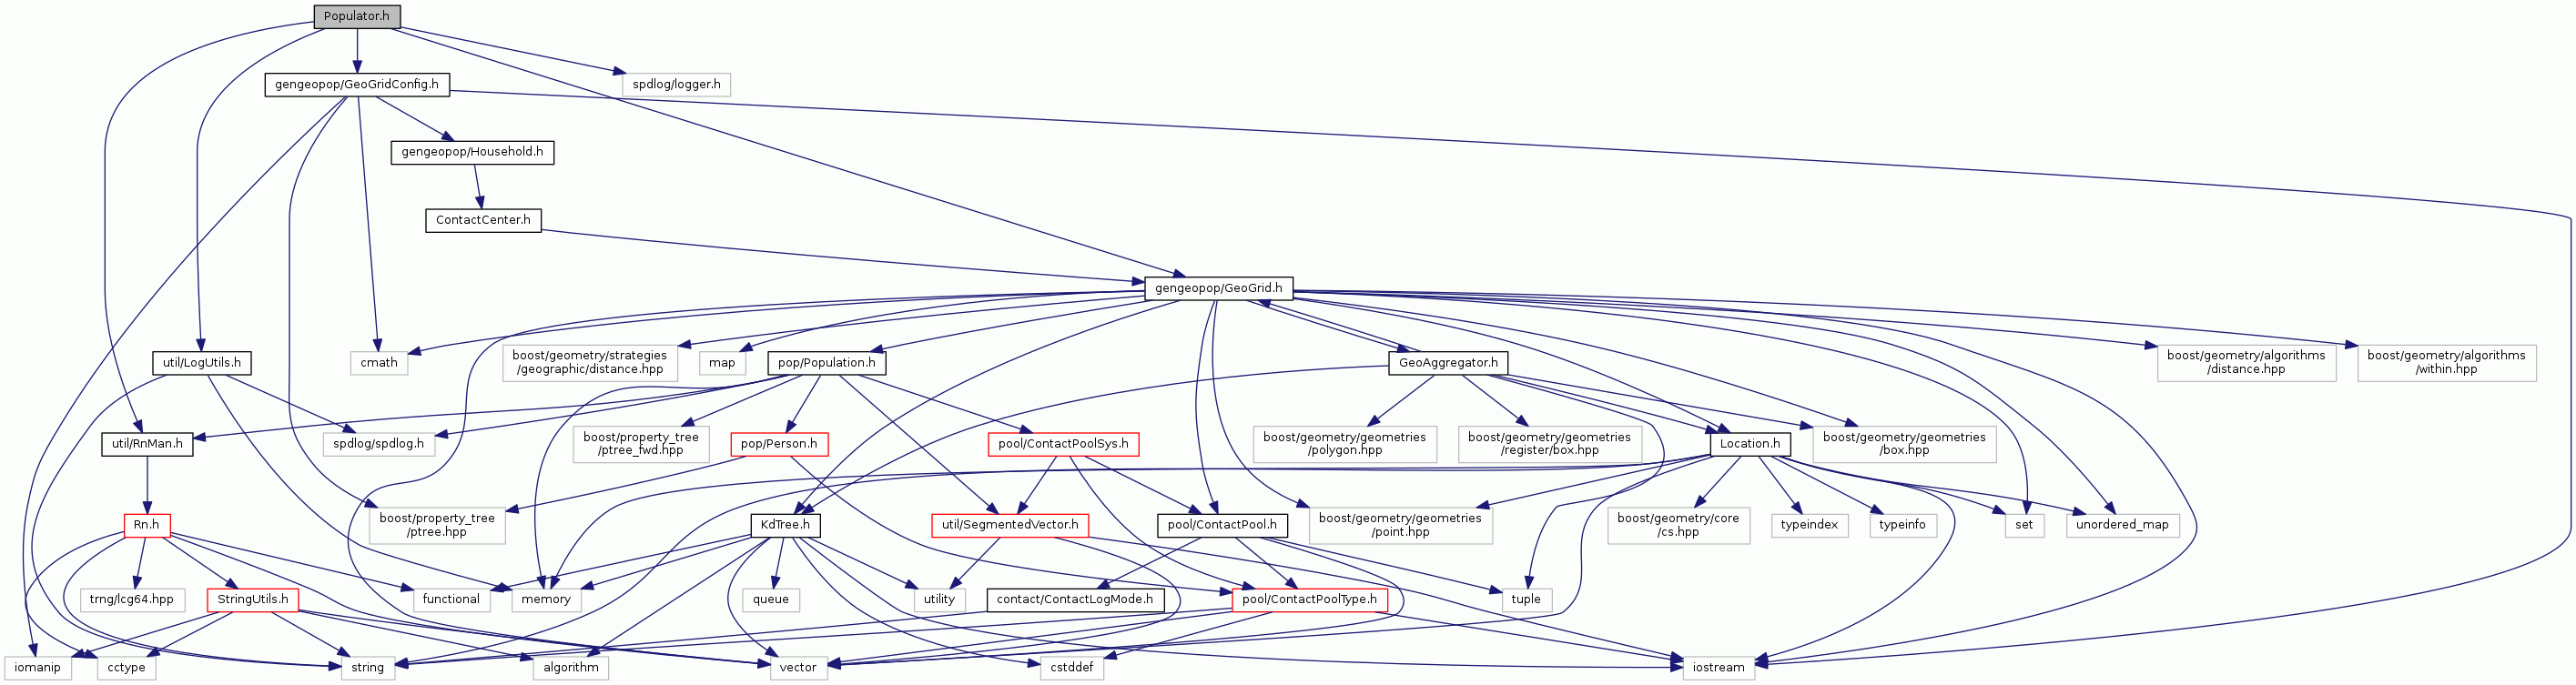 Populator.h
gengeopop/GeoGridConfig.h
spdlog/logger.h
gengeopop/Household.h
ContactCenter.h
gengeopop/GeoGrid.h
util/LogUtils.h
cmath
boost/geometry/strategies
/geographic/distance.hpp
map
pop/Population.h
GeoAggregator.h
boost/geometry/algorithms
/distance.hpp
boost/geometry/algorithms
/within.hpp
util/RnMan.h
spdlog/spdlog.h
boost/property_tree
/ptree_fwd.hpp
pop/Person.h
pool/ContactPoolSys.h
boost/geometry/geometries
/polygon.hpp
boost/geometry/geometries
/register/box.hpp
Location.h
boost/geometry/geometries
/box.hpp
Rn.h
boost/property_tree
/ptree.hpp
KdTree.h
util/SegmentedVector.h
pool/ContactPool.h
boost/geometry/geometries
/point.hpp
boost/geometry/core
/cs.hpp
typeindex
typeinfo
set
unordered_map
trng/lcg64.hpp
StringUtils.h
functional
memory
queue
utility
contact/ContactLogMode.h
pool/ContactPoolType.h
tuple
iomanip
cctype
string
algorithm
vector
cstddef
iostream